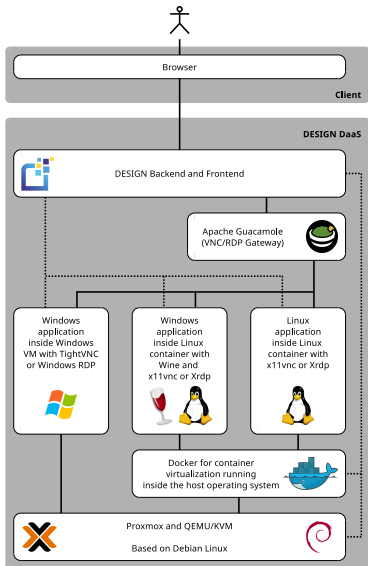 Browser
Client
DESIGN DaaS
DESIGN Backend and Frontend
Apache Guacamole
(VNC/RDP Gateway)
Windows
application
inside Windows
VM with TightVNC
or Windows RDP
Windows
application
inside Linux
container with
Wine and
x11vnc or Xrdp
Linux
application
inside Linux
container with
x11vnc or Xrdp
Docker for container
virtualization running
inside the host operating system
Proxmox and QEMU/KVM
Based on Debian Linux